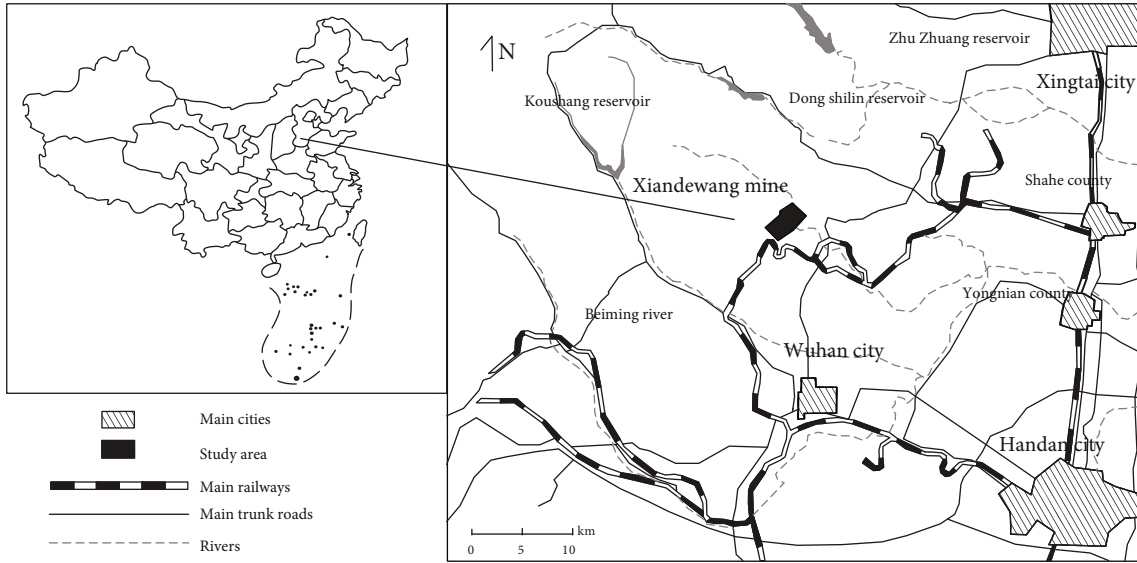 N
Zhu Zhuang reservoir
Xingtai city
Koushang reservoir
Dong shilin reservoir
Xiandewang mine
Shahe county
Beiming river
Yongnian county
Wuhan city
Handan city
km
0 5 10
Main cities
Study area
Main railways
Main trunk roads
Rivers